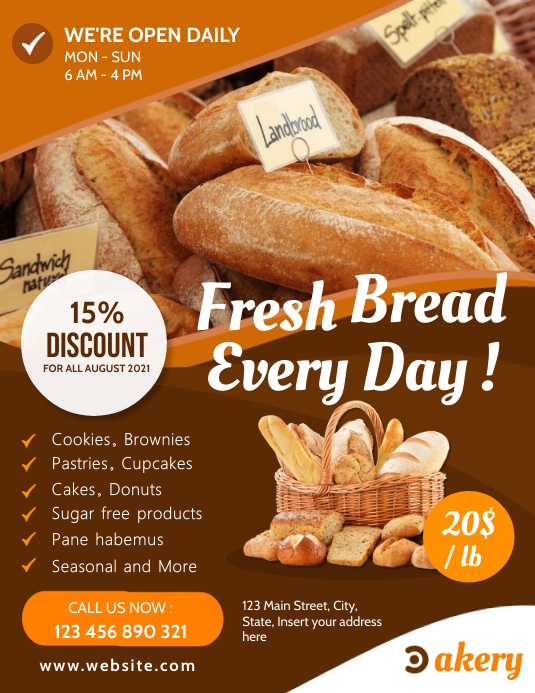 WE'RE OPEN DAILY
MON - SUN
6 AM - 4 PM
Spelt
Landbrood
Sandwich
naturel
15%
DISCOUNT
FOR ALL AUGUST 2021
Fresh Bread
Every Day !
Cookies, Brownies
Pastries, Cupcakes
Cakes, Donuts
Sugar free products
Pane habemus
Seasonal and More
20$
/ lb
CALL US NOW :
123 456 890 321
www.website.com
123 Main Street, City,
State, Insert your address
here
akery